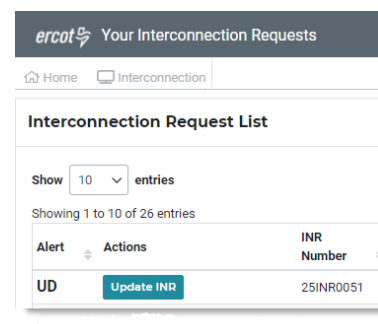 ercot Your Interconnection Requests
Home Interconnection
Interconnection Request List
Show 10 entries
Showing 1 to 10 of 26 entries
Alert Actions INR Number
UD Update INR 25INR0051